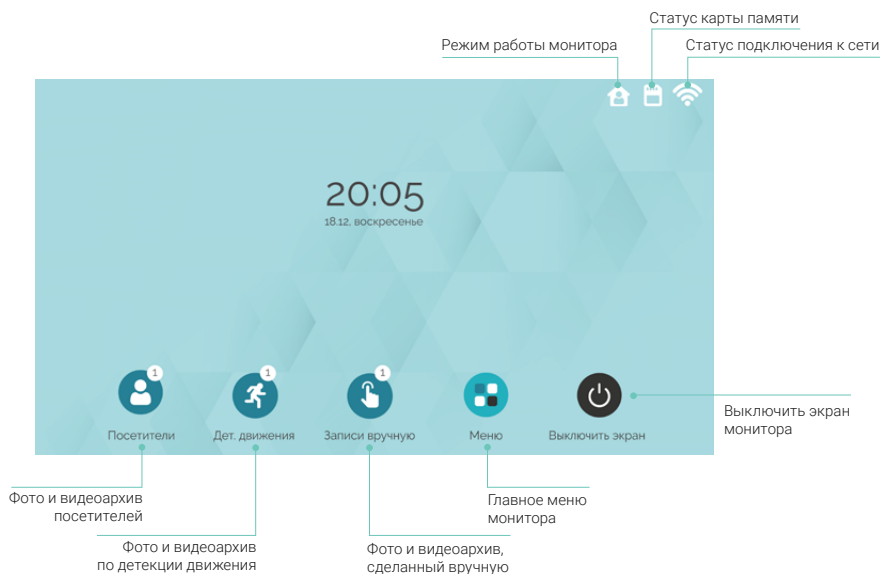 Статус карты памяти
Режим работы монитора
Статус подключения к сети
20:05
18.12, воскресенье
1
1
1
Посетители
Дет. движения
Записи вручную
Меню
Выключить экран
Выключить экран
монитора
Фото и видеоархив
посетителей
Главное меню
монитора
Фото и видеоархив
по детекции движения
Фото и видеоархив,
сделанный вручную